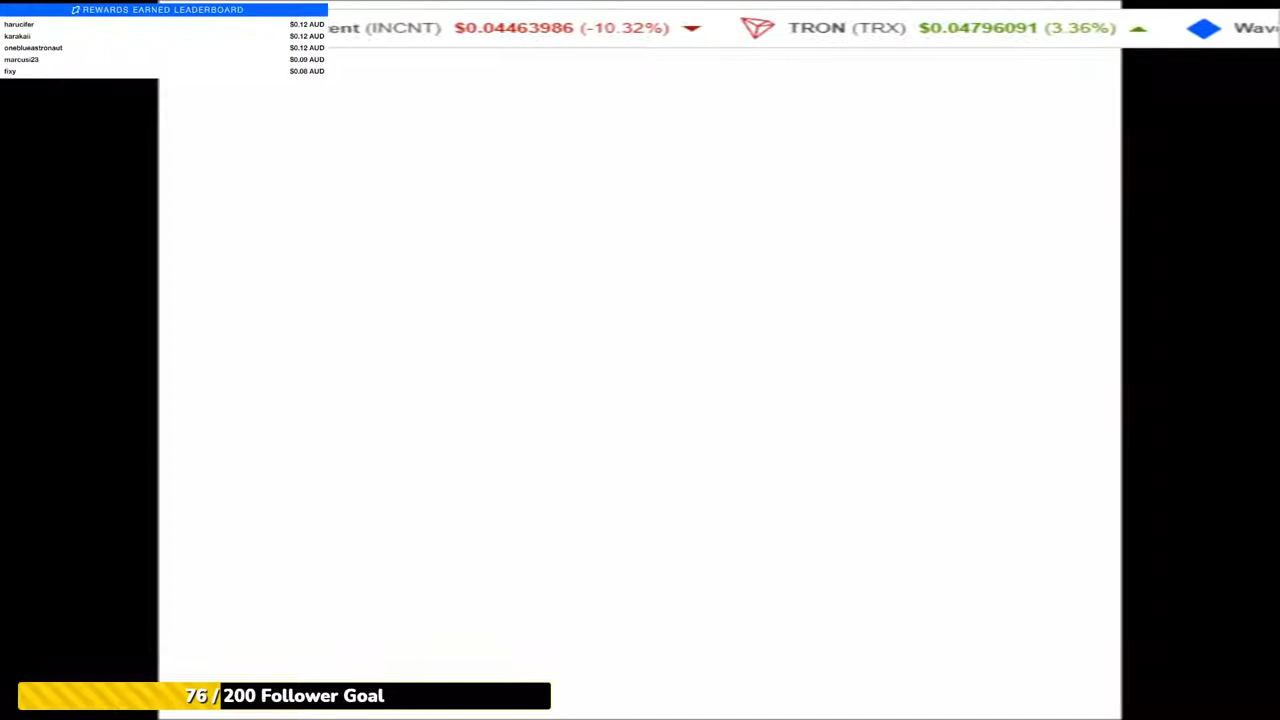 REWARDS EARNED LEADERBOARD
harucifer $0.12 AUD
karakaii $0.12 AUD
oneblueastronaut $0.12 AUD
marcusi23 $0.09 AUD
fixy $0.08 AUD
ent (INCNT) $0.04463986 (-10.32%) TRON (TRX) $0.04796091 (3.36%) Wav
76 / 200 Follower Goal